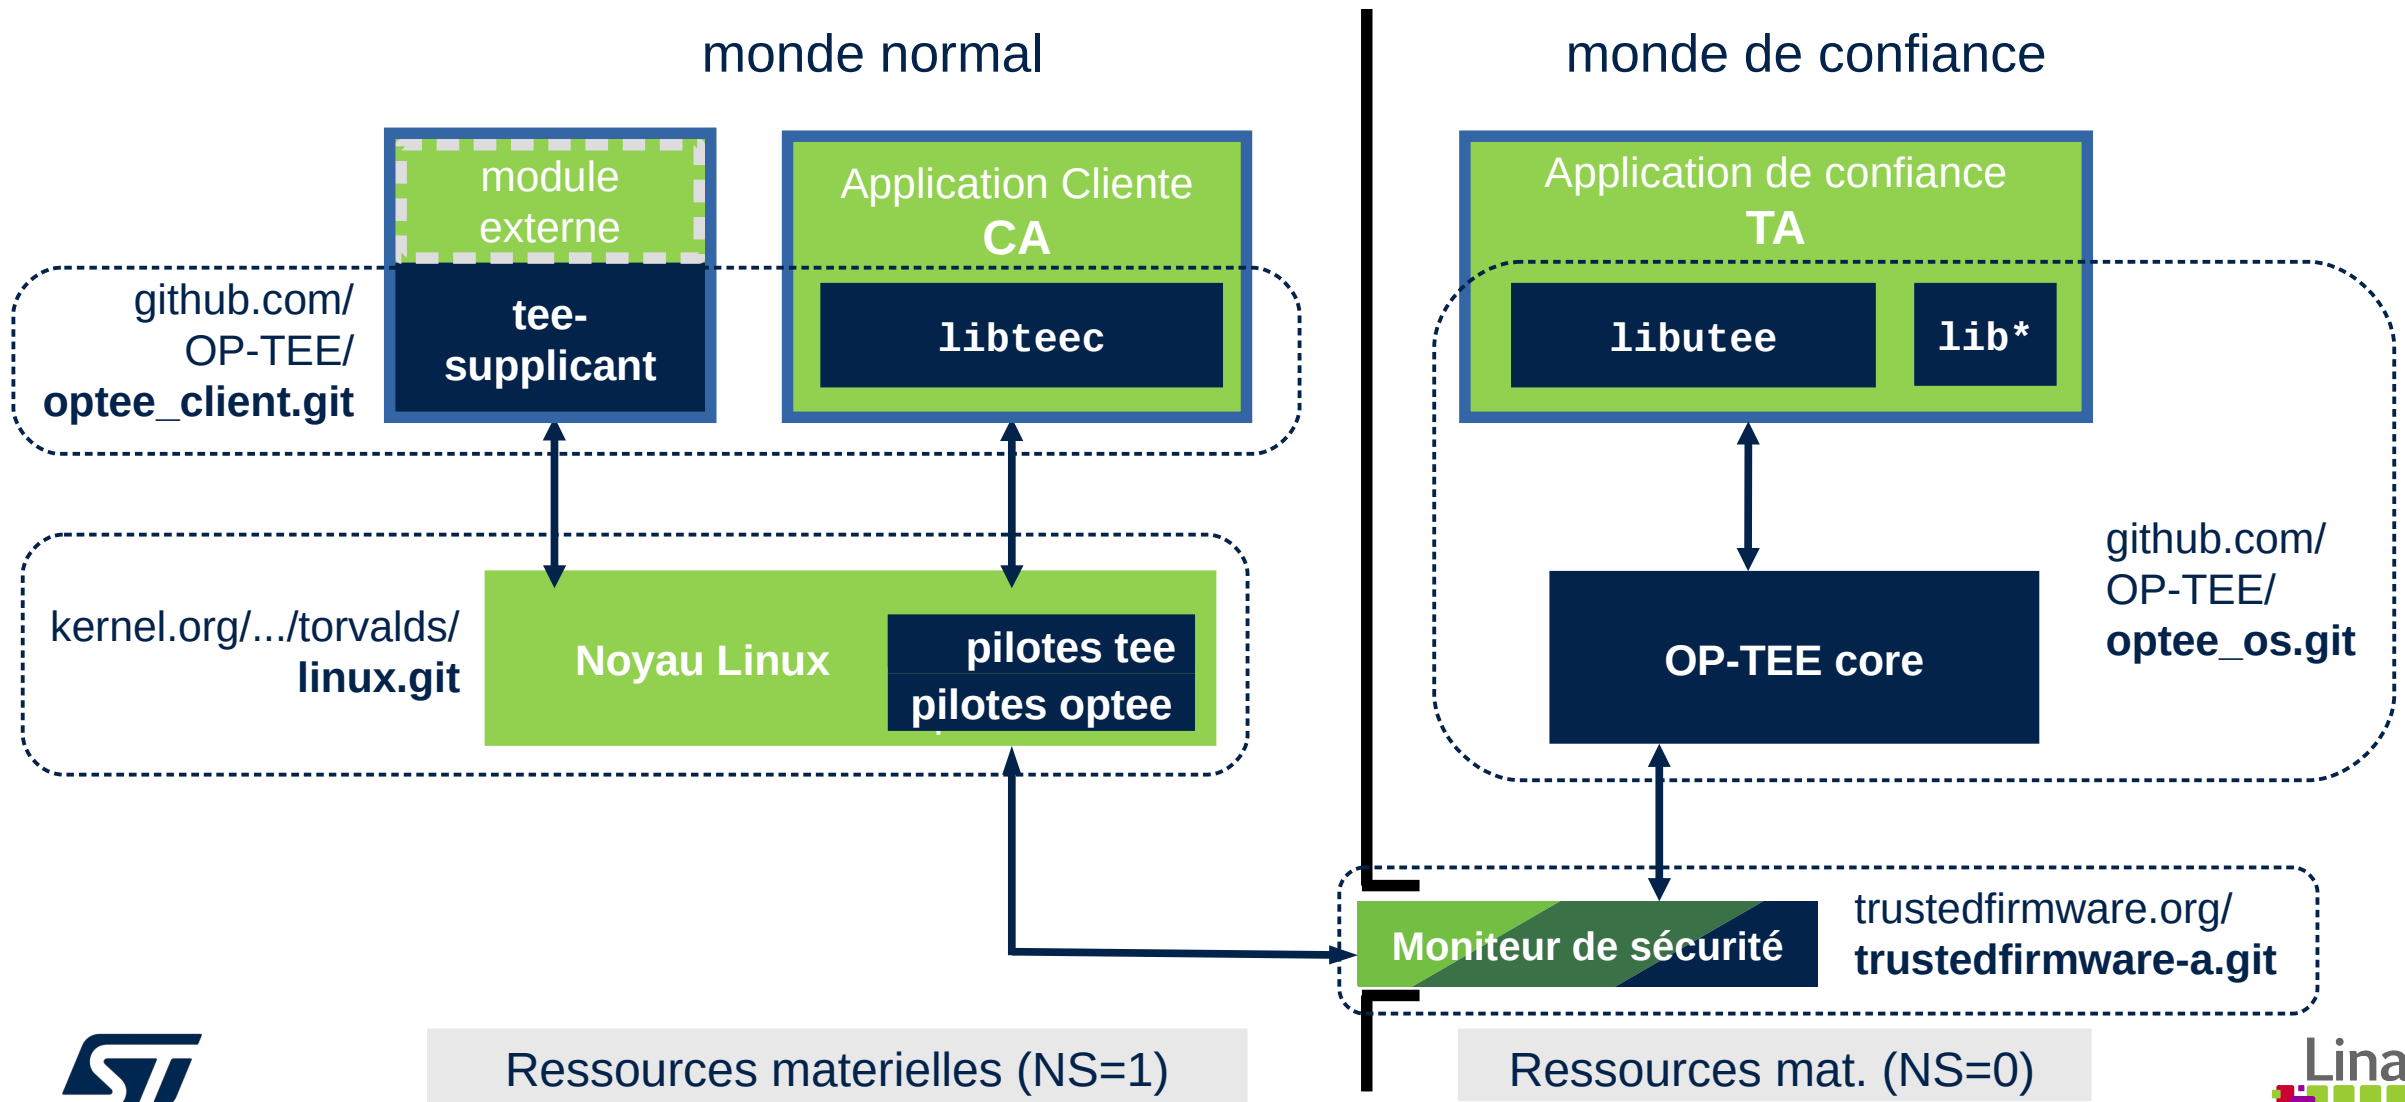 monde normal
monde de confiance
module
externe
Application Cliente
CA
Application de confiance
TA
github.com/
OP-TEE/
optee_client.git
tee-
supplicant
libteec
libutee
lib*
kernel.org/.../torvalds/
linux.git
Noyau Linux
pilotes tee
pilotes optee
OP-TEE core
github.com/
OP-TEE/
optee_os.git
Moniteur de sécurité
trustedfirmware.org/
trustedfirmware-a.git
Ressources materielles (NS=1)
Ressources mat. (NS=0)
ST
Lina